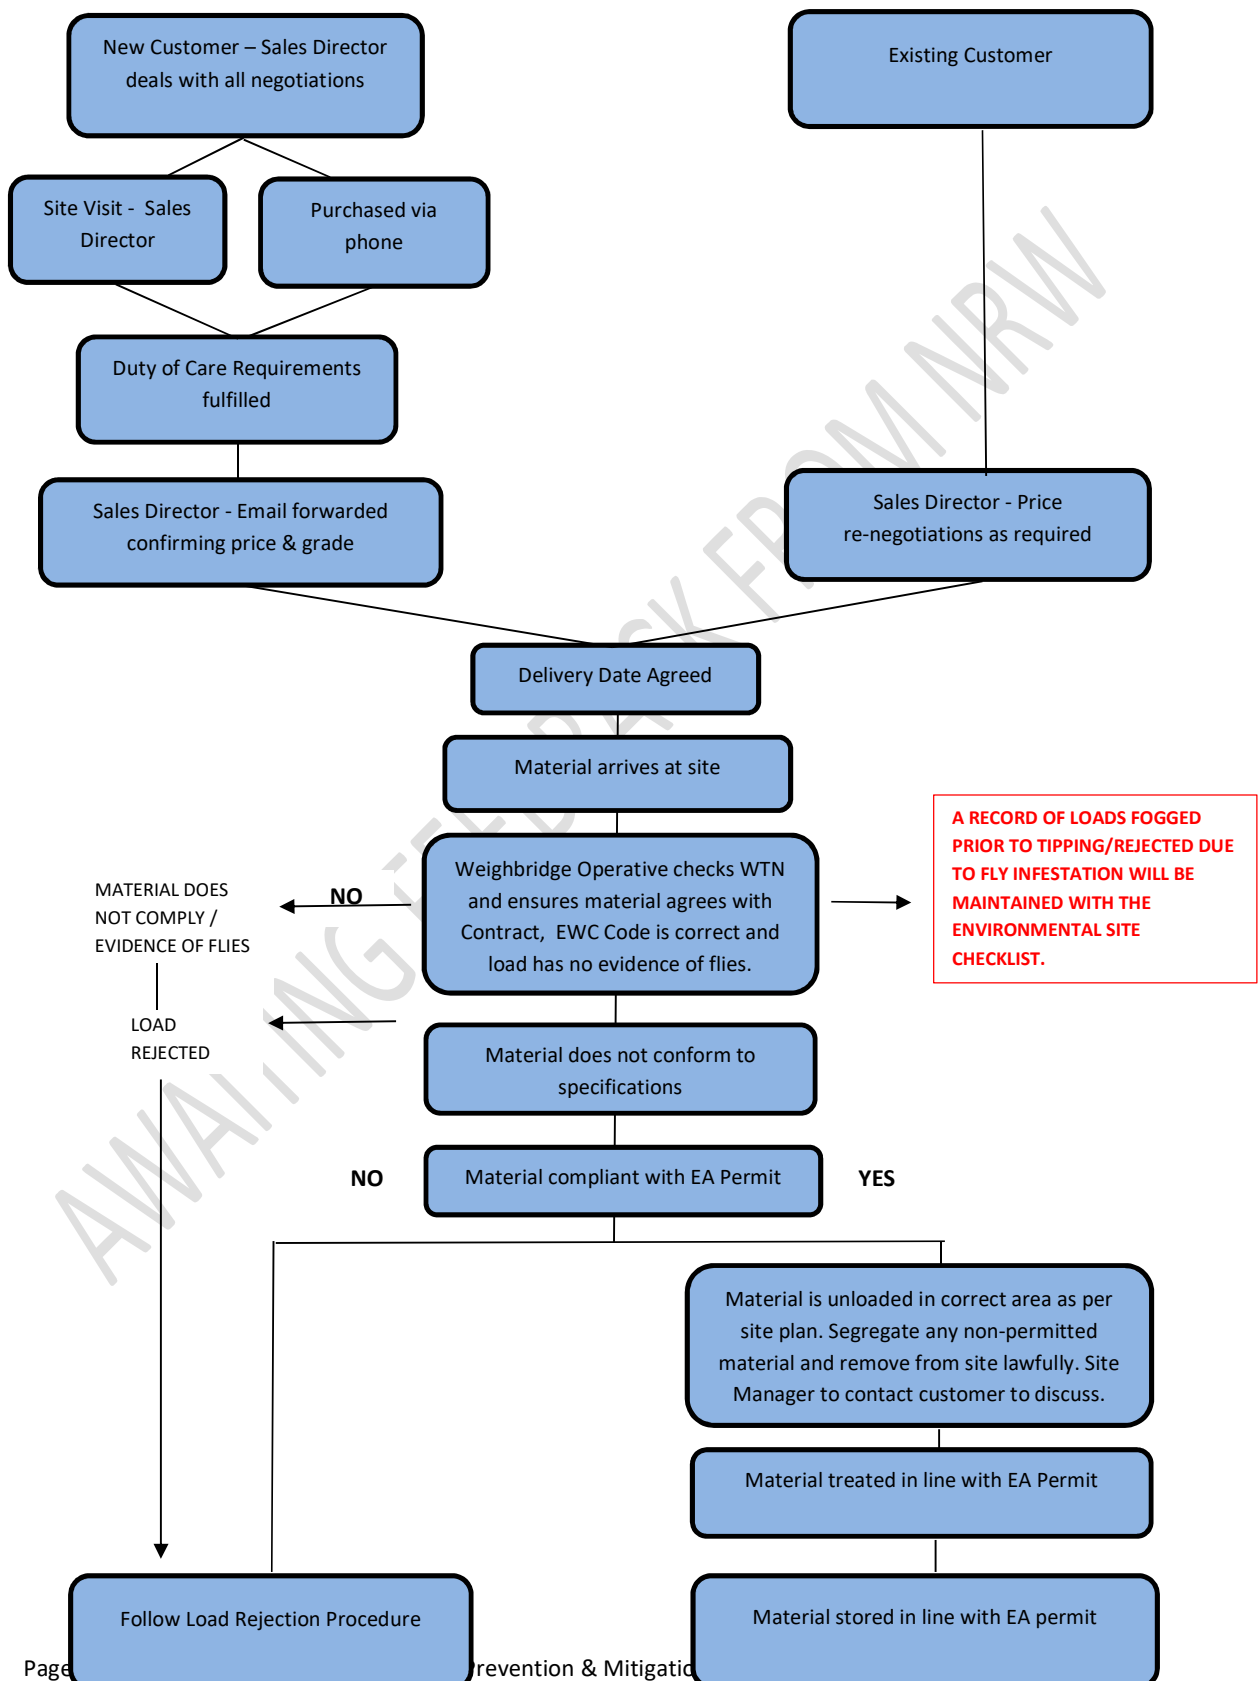 New Customer – Sales Director
deals with all negotiations
Existing Customer
Site Visit -  Sales
Director
Purchased via
phone
Duty of Care Requirements
fulfilled
Sales Director - Email forwarded
confirming price & grade
Sales Director - Price
re-negotiations as required
Delivery Date Agreed
Material arrives at site
Weighbridge Operative checks WTN
and ensures material agrees with
Contract,  EWC Code is correct and
load has no evidence of flies.
NO
MATERIAL DOES
NOT COMPLY /
EVIDENCE OF FLIES
A RECORD OF LOADS FOGGED
PRIOR TO TIPPING/REJECTED DUE
TO FLY INFESTATION WILL BE
MAINTAINED WITH THE
ENVIRONMENTAL SITE
CHECKLIST.
LOAD
REJECTED
Material does not conform to
specifications
NO
Material compliant with EA Permit
YES
Material is unloaded in correct area as per
site plan. Segregate any non-permitted
material and remove from site lawfully. Site
Manager to contact customer to discuss.
Material treated in line with EA Permit
Follow Load Rejection Procedure
Material stored in line with EA permit
Page
revention & Mitigatio
AWAITING FEEDBACK FROM NRW